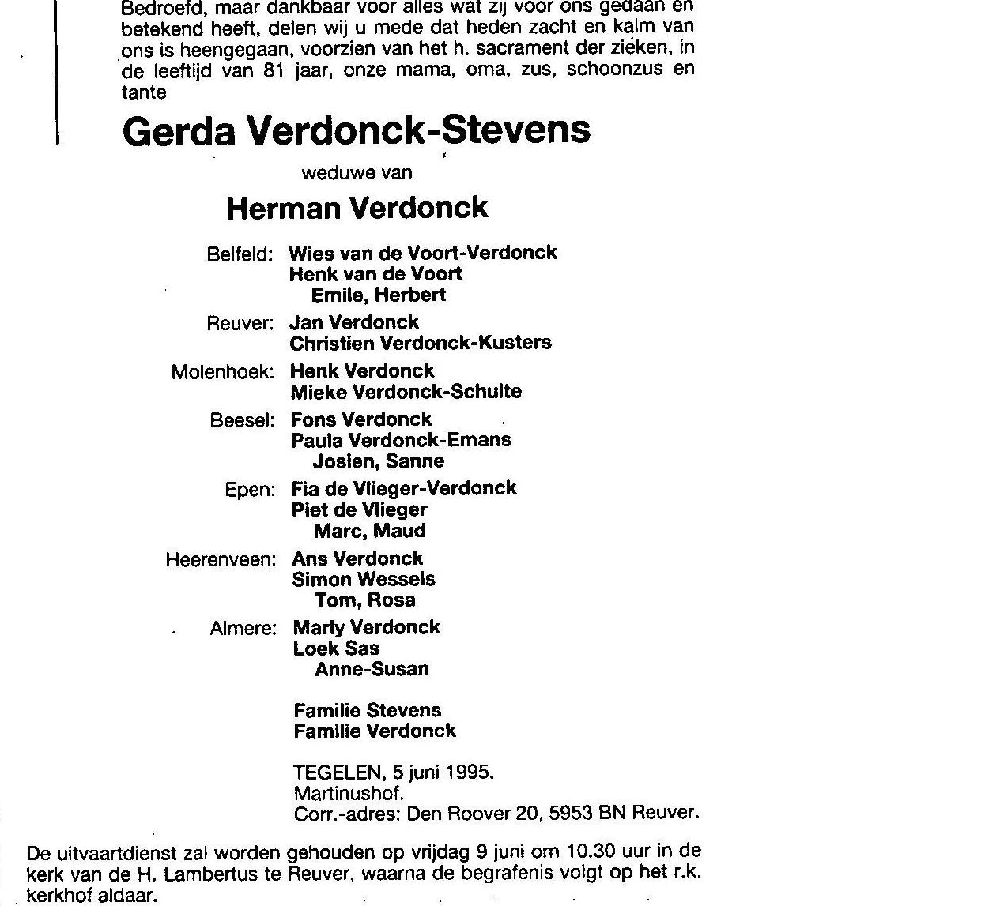 Bedroefd, maar dankbaar voor alles wat zij voor ons gedaan en
betekend heeft, delen wij u mede dat heden zacht en kalm van
ons is heengegaan, voorzien van het h. sacrament der zieken, in
de leeftijd van 81 jaar, onze mama, oma, zus, schoonzus en
tante
Gerda Verdonck-Stevens
weduwe van
Herman Verdonck
Belfeld: Wies van de Voort-Verdonck
Henk van de Voort
Emile, Herbert
Reuver: Jan Verdonck
Christien Verdonck-Kusters
Molenhoek: Henk Verdonck
Mieke Verdonck-Schulte
Beesel: Fons Verdonck
Paula Verdonck-Emans
Josien, Sanne
Epen: Fia de Vlieger-Verdonck
Piet de Vlieger
Marc, Maud
Heerenveen: Ans Verdonck
Simon Wessels
Tom, Rosa
Almere: Marly Verdonck
Loek Sas
Anne-Susan
Familie Stevens
Familie Verdonck
TEGELEN, 5 juni 1995.
Martinushof.
Corr.-adres: Den Roover 20, 5953 BN Reuver.
De uitvaartdienst zal worden gehouden op vrijdag 9 juni om 10.30 uur in de
kerk van de H. Lambertus te Reuver, waarna de begrafenis volgt op het r.k.
kerkhof aldaar.